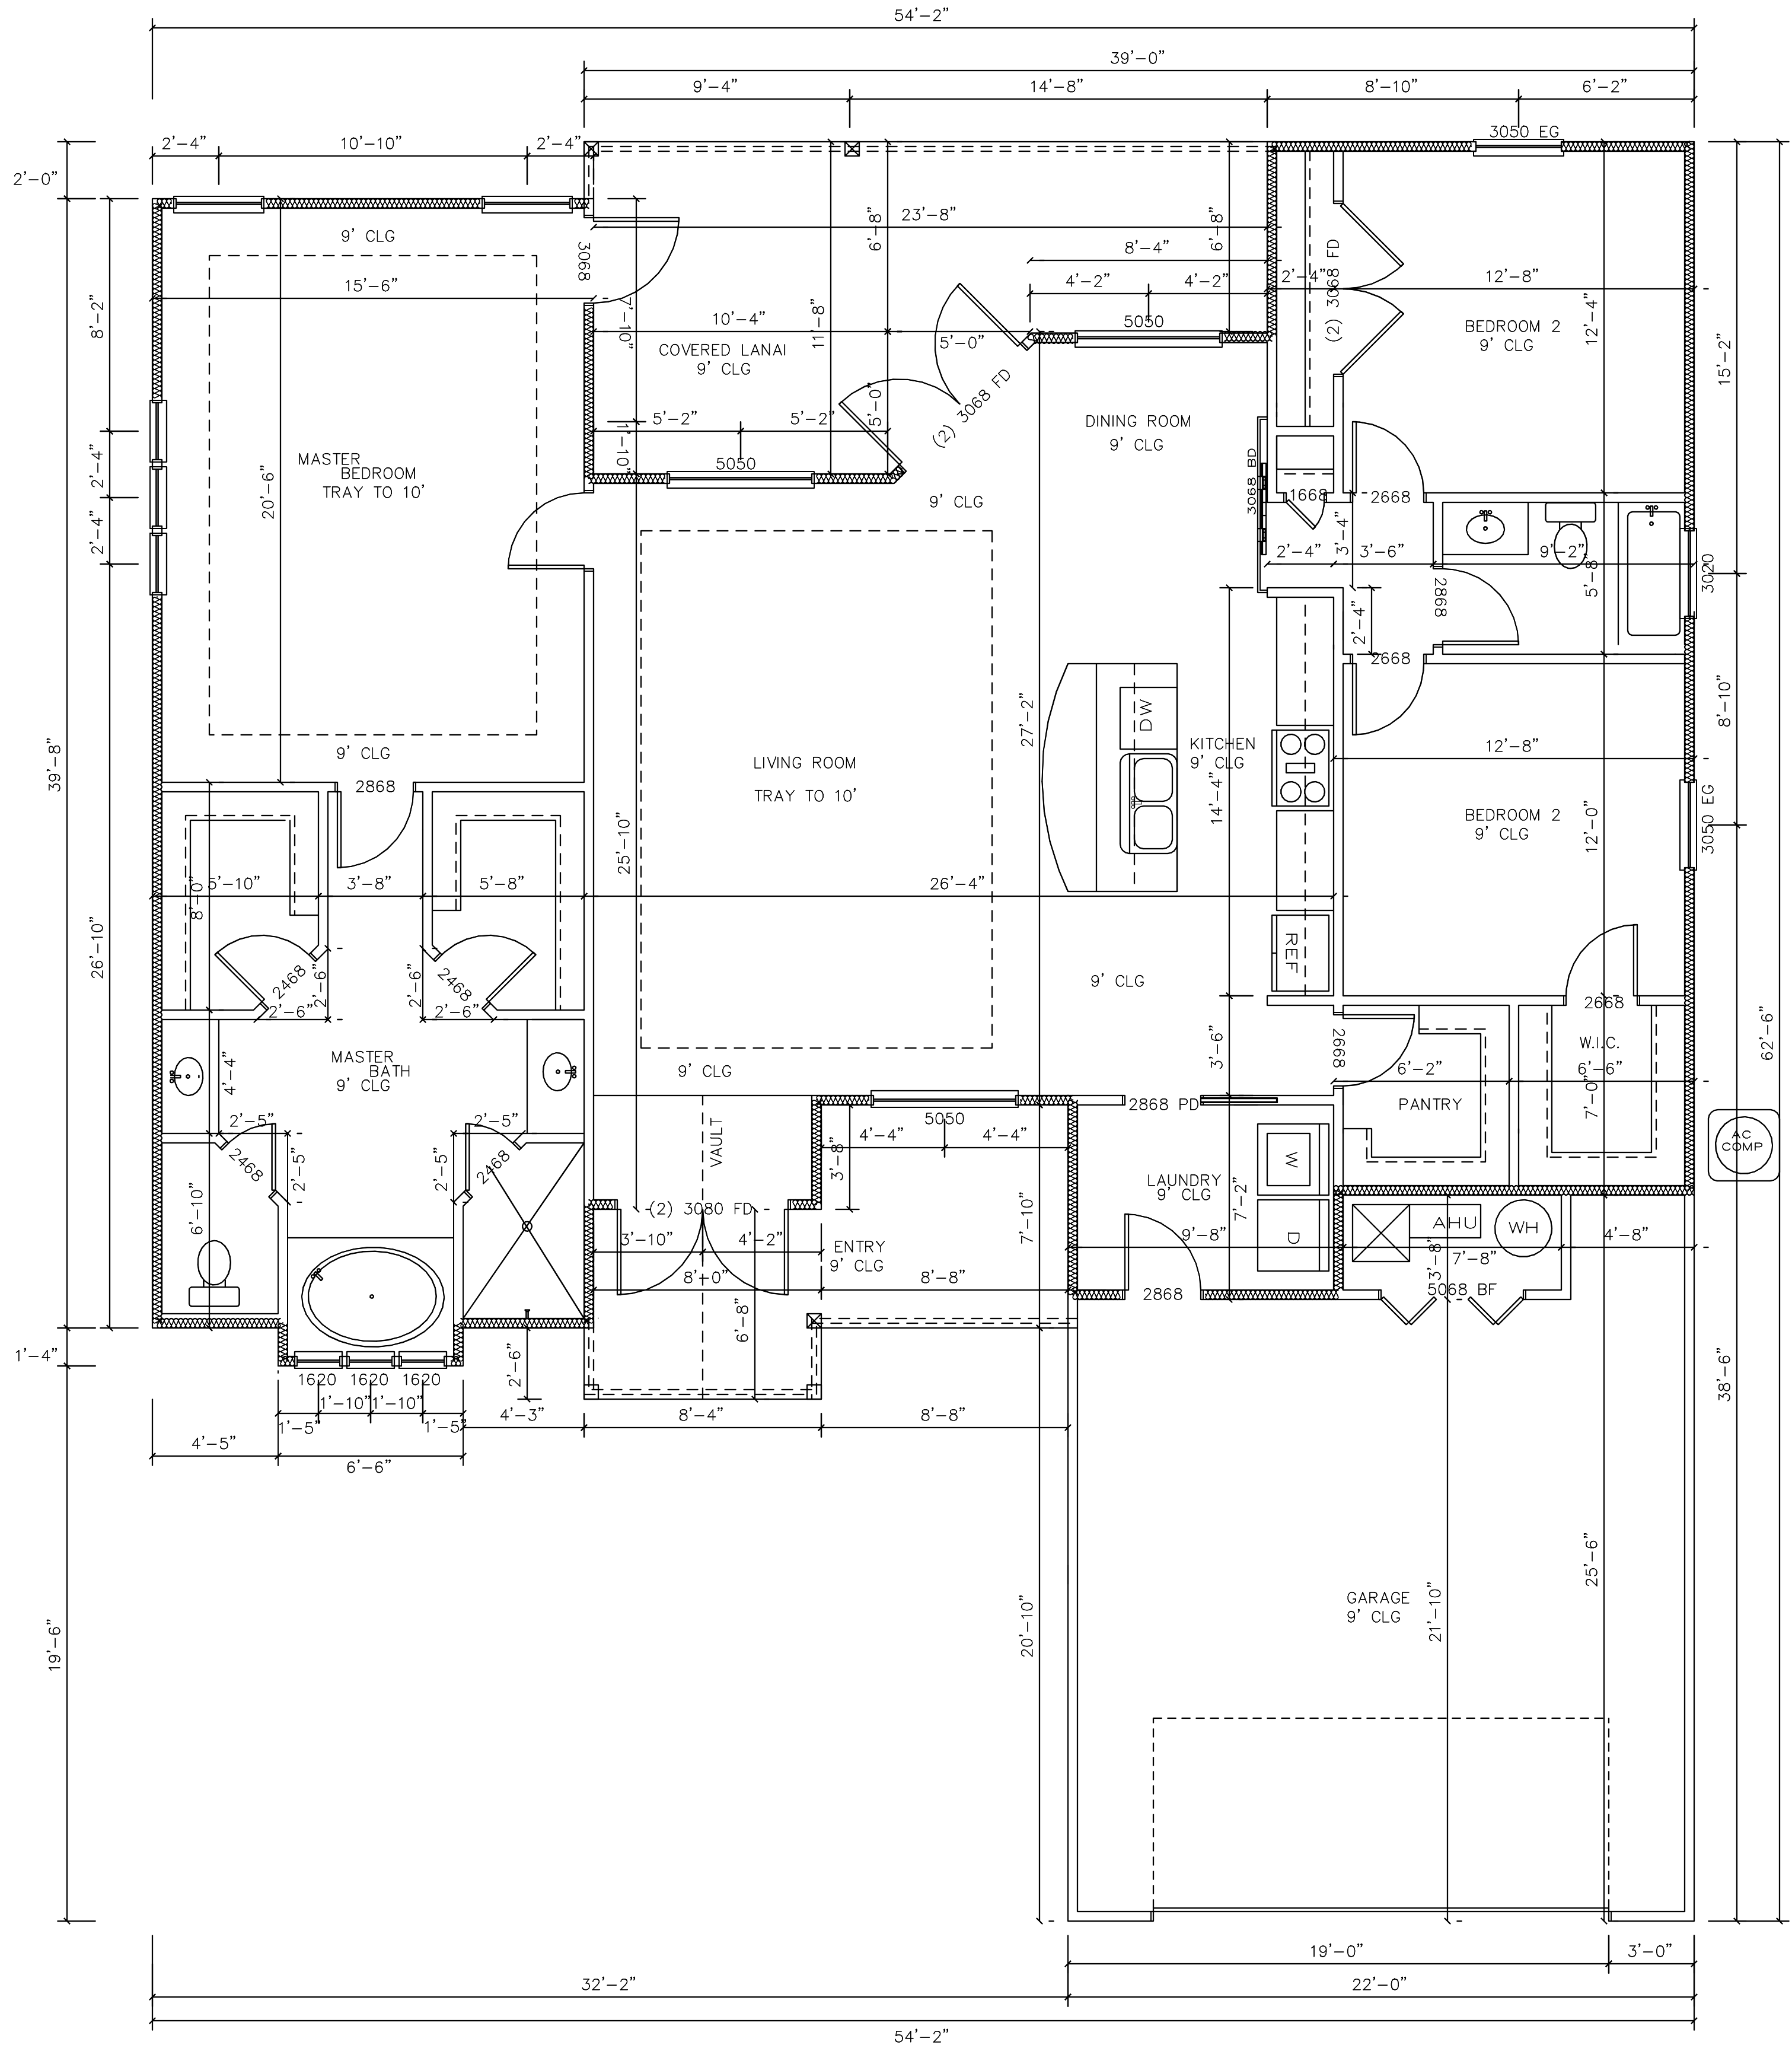 54'-2"
39'-0"
9'-4" 14'-8" 8'-10" 6'-2"
3050 EG
2'-4" 10'-10" 2'-4"
2'-0"
9' CLG
3068
23'-8"
6'-8"
6'-8"
8'-4"
4'-2" 4'-2"
2'-4"
(2) 3068 FD
12'-8"
12'-4"
15'-6"
8'-2"
7'-10"
10'-4"
11'-8"
5'-0"
5050
COVERED LANAI
9' CLG
BEDROOM 2
9' CLG
15'-2"
(2) 3068 FD
5'-0"
5'-2" 5'-2"
1'-10"
5050
DINING ROOM
9' CLG
MASTER
BEDROOM
TRAY TO 10'
20'-6"
2'-4"
2'-4"
9' CLG
3068 BD
1668
2668
3'-4"
2'-4" 3'-6" 9'-2"
5'-8"
3020
2868
2'-4"
2668
8'-10"
39'-8"
27'-2"
DW
KITCHEN
9' CLG
14'-4"
12'-8"
LIVING ROOM
TRAY TO 10'
9' CLG
2868
BEDROOM 2
9' CLG
12'-0"
3050 EG
25'-10"
5'-10" 3'-8" 5'-8" 26'-4"
8'-0"
26'-10"
REF
2468
2'-6"
2'-6"
2468
2'-6" 2'-6"
9' CLG
2668
62'-6"
MASTER
BATH
9' CLG
4'-4"
9' CLG
3'-6"
2668
W.I.C.
6'-2" 6'-6"
7'-0"
PANTRY
2868 PD
5050
2'-5" 2'-5"
VAULT
4'-4" 4'-4"
3'-8"
AC
COMP
2468
2'-5"
2'-5"
2468
W
LAUNDRY
9' CLG
7'-2"
6'-10"
(2) 3080 FD
7'-10"
3'-10" 4'-2"
ENTRY
9' CLG
9'-8"
D
AHU
WH
3'-8"
7'-8"
4'-8"
8'-0" 8'-8"
2868
5068 BF
6'-8"
1'-4"
2'-6"
1620 1620 1620
1'-10" 1'-10"
1'-5" 1'-5"
4'-3" 8'-4" 8'-8"
4'-5"
6'-6"
38'-6"
19'-6"
20'-10"
GARAGE
9' CLG
21'-10"
25'-6"
19'-0" 3'-0"
32'-2" 22'-0"
54'-2"